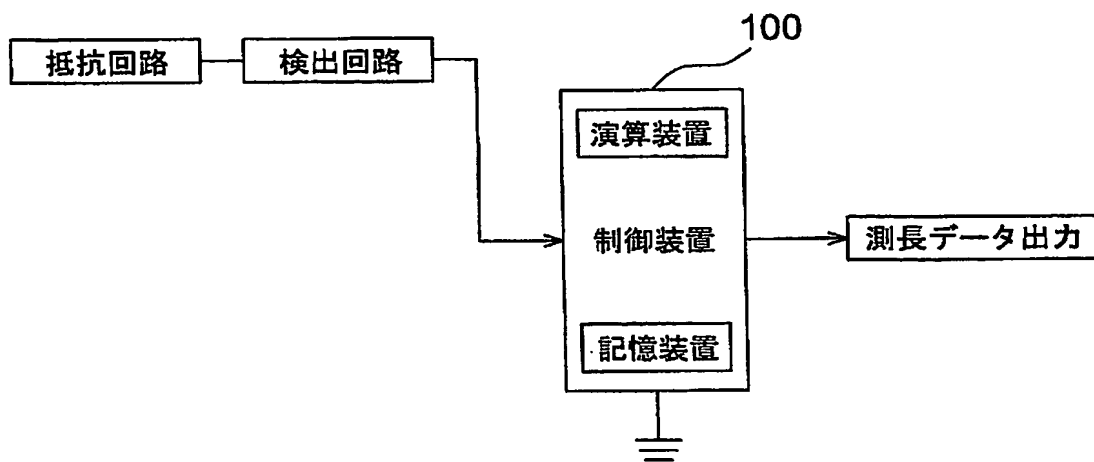 100
抵抗回路
検出回路
演算装置
制御装置
測長データ出力
記憶装置